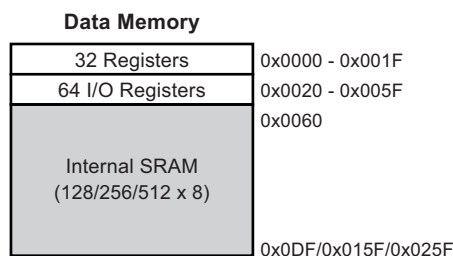 Data Memory
32 Registers 0x0000 - 0x001F
64 I/O Registers 0x0020 - 0x005F
0x0060
Internal SRAM
(128/256/512 x 8)
0x0DF/0x015F/0x025F